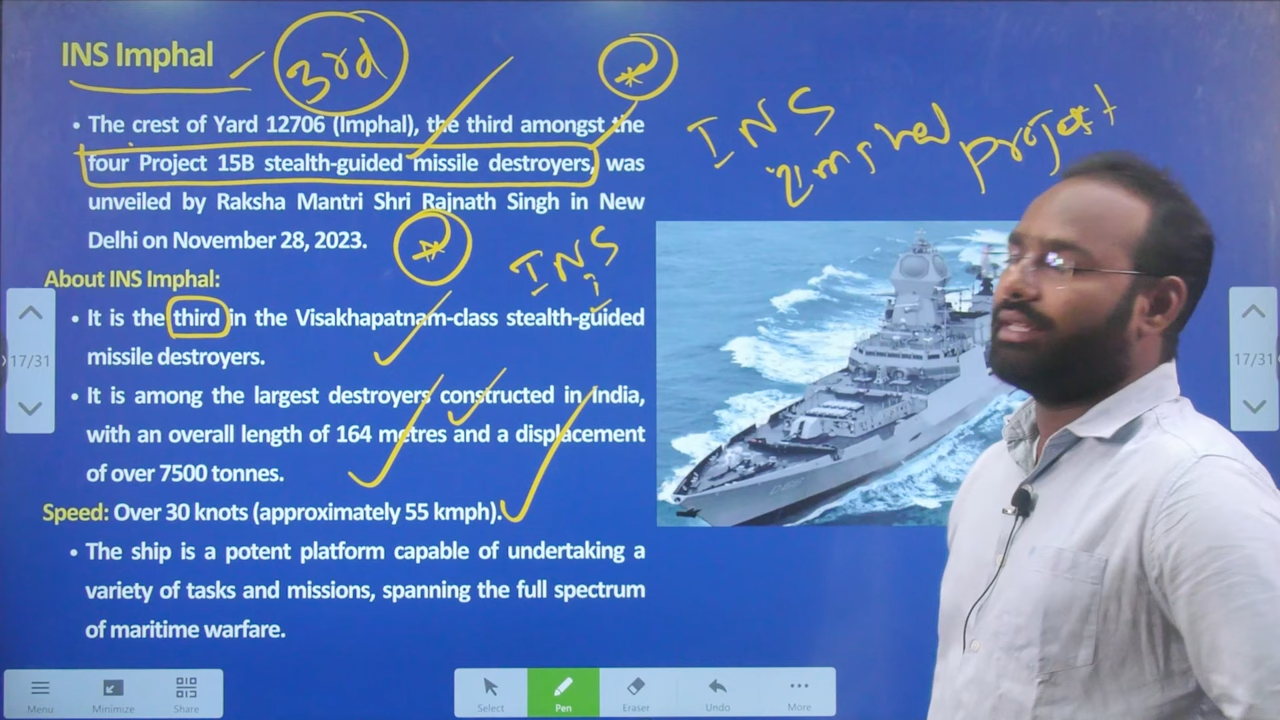 INS Imphal
3rd
• The crest of Yard 12706 (Imphal), the third amongst the
four Project 15B stealth-guided missile destroyers, was
unveiled by Raksha Mantri Shri Rajnath Singh in New
Delhi on November 28, 2023.
INS
project
About INS Imphal:
INS
• It is the third in the Visakhapatnam-class stealth-guided
missile destroyers.
• It is among the largest destroyers constructed in India,
with an overall length of 164 metres and a displacement
of over 7500 tonnes.
Speed: Over 30 knots (approximately 55 kmph).
• The ship is a potent platform capable of undertaking a
variety of tasks and missions, spanning the full spectrum
of maritime warfare.
17/31
17/31
Menu
Minimize
Share
Select
Pen
Eraser
Undo
More